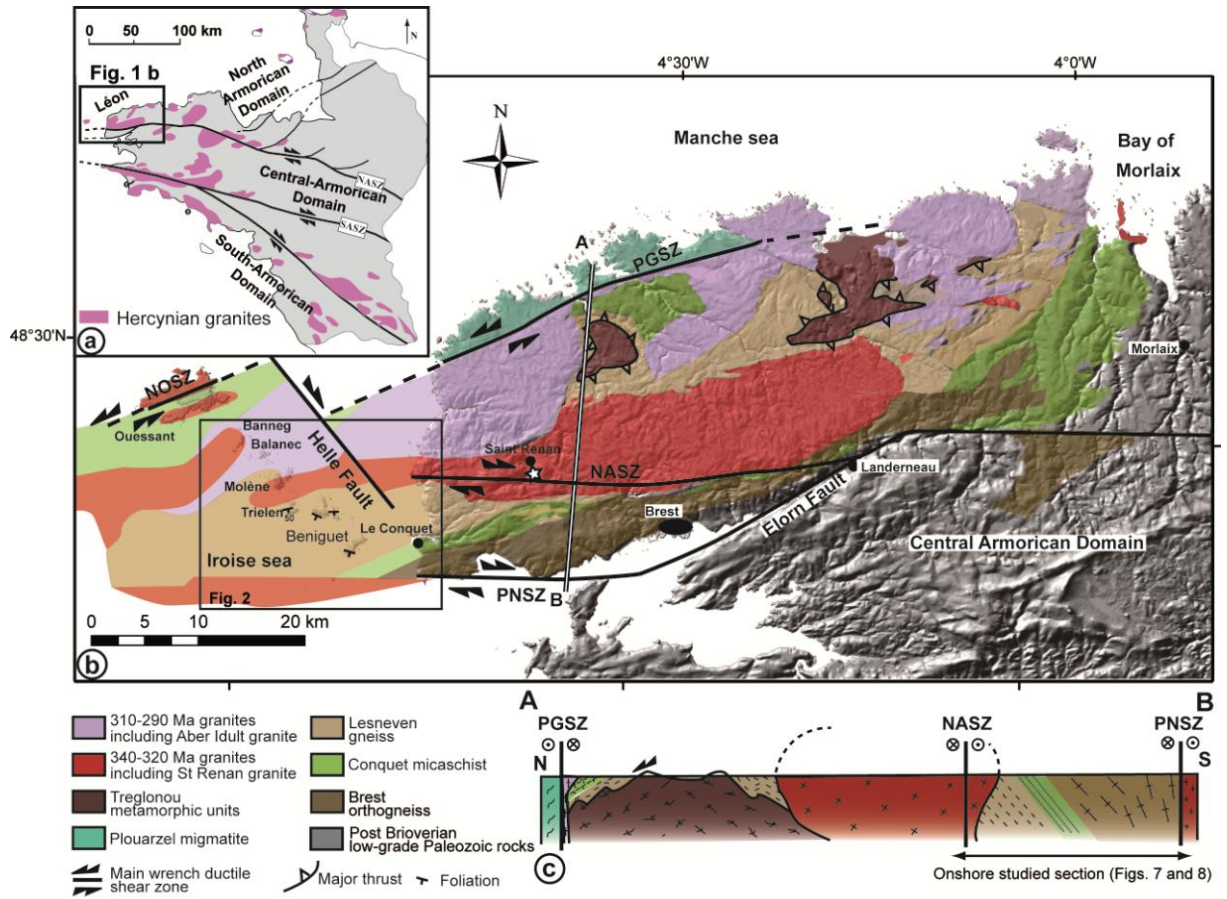 0 50 100 km
N
Fig. 1 b
Léon
North
Armorican
Domain
NASZ
Central-Armorican
Domain
SASZ
South-Armorican
Domain
Hercynian granites
a
4°30'W
4°0'W
48°30'N
N
Manche sea
Bay of
Morlaix
A
PGSZ
Morlaix
NOSZ
Ouessant
Banneg
Balanec
Helle Fault
Saint Renan
NASZ
Landerneau
Molène
Trielen
50
Beniguet
Le Conquet
Brest
Elorn Fault
Iroise sea
Central Armorican Domain
Fig. 2
PNSZ
B
0 5 10 20 km
b
310-290 Ma granites
including Aber Idult granite
340-320 Ma granites
including St Renan granite
Treglonou
metamorphic units
Plouarzel migmatite
Main wrench ductile
shear zone
Lesneven
gneiss
Conquet micaschist
Brest
orthogneiss
Post Brioverian
low-grade Paleozoic rocks
Major thrust
Foliation
A
B
PGSZ
NASZ
PNSZ
N
S
c
Onshore studied section (Figs. 7 and 8)